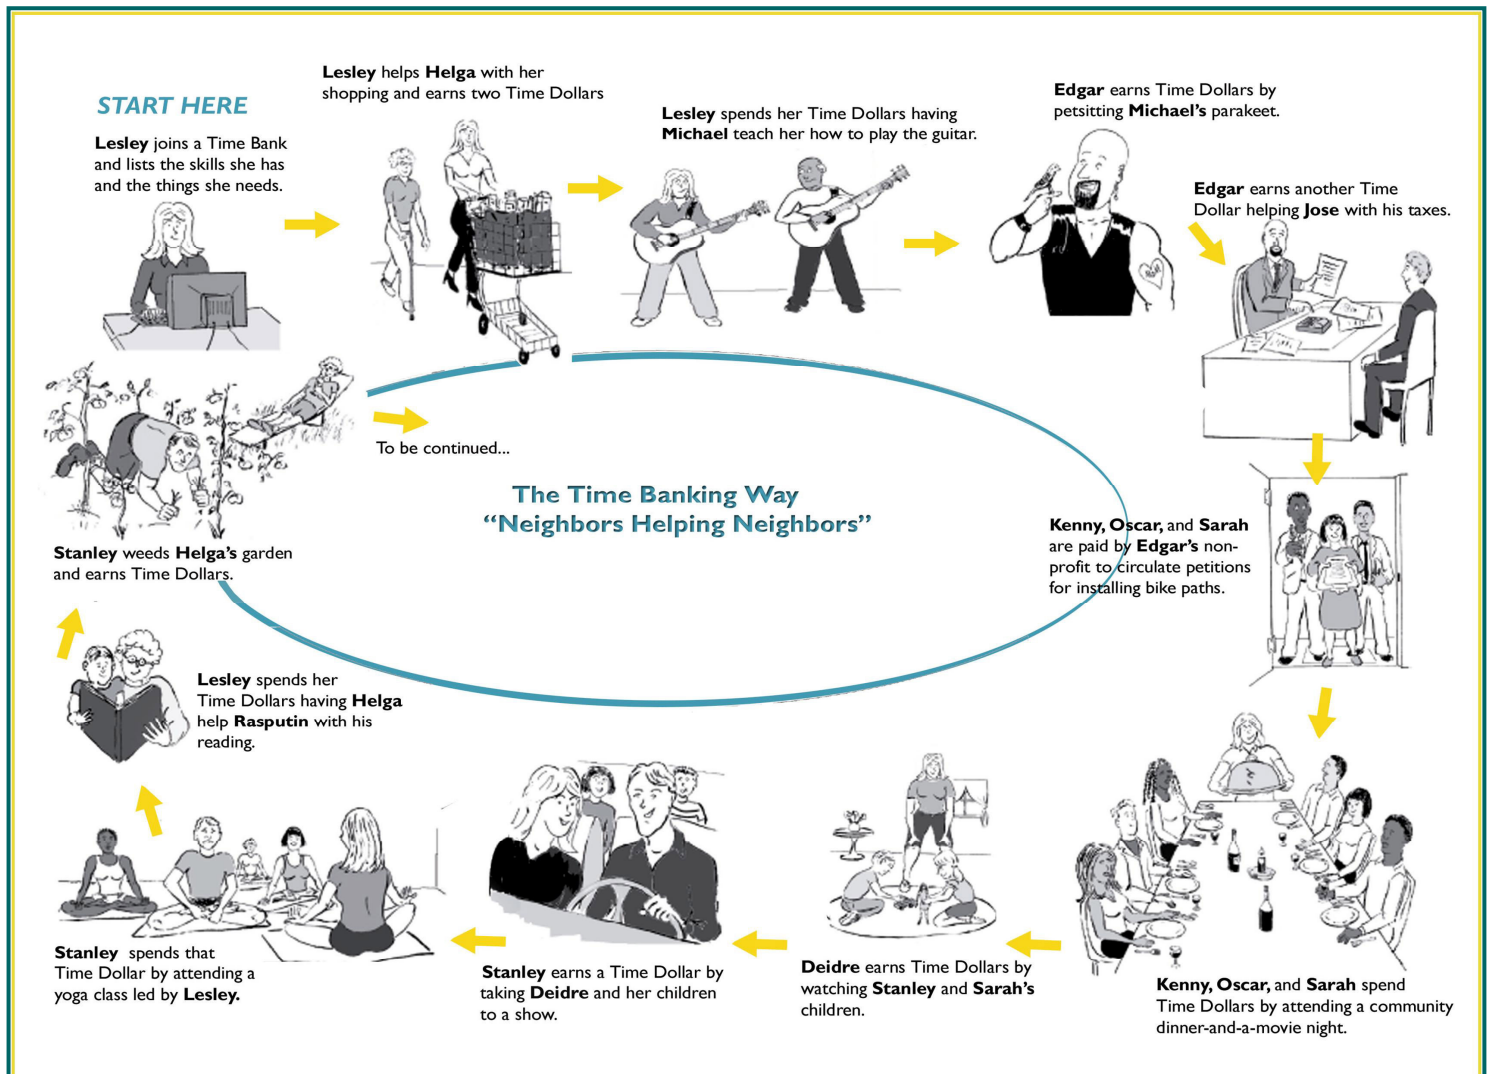 START HERE
Lesley joins a Time Bank
and lists the skills she has
and the things she needs.
Lesley helps Helga with her
shopping and earns two Time Dollars
Lesley spends her Time Dollars having
Michael teach her how to play the guitar.
Edgar earns Time Dollars by
petsitting Michael's parakeet.
Edgar earns another Time
Dollar helping Jose with his taxes.
Kenny, Oscar, and Sarah
are paid by Edgar's non-
profit to circulate petitions
for installing bike paths.
Kenny, Oscar, and Sarah spend
Time Dollars by attending a community
dinner-and-a-movie night.
Deidre earns Time Dollars by
watching Stanley and Sarah's
children.
Stanley earns a Time Dollar by
taking Deidre and her children
to a show.
Stanley spends that
Time Dollar by attending a
yoga class led by Lesley.
Lesley spends her
Time Dollars having Helga
help Rasputin with his
reading.
Stanley weeds Helga's garden
and earns Time Dollars.
To be continued...
The Time Banking Way
“Neighbors Helping Neighbors”